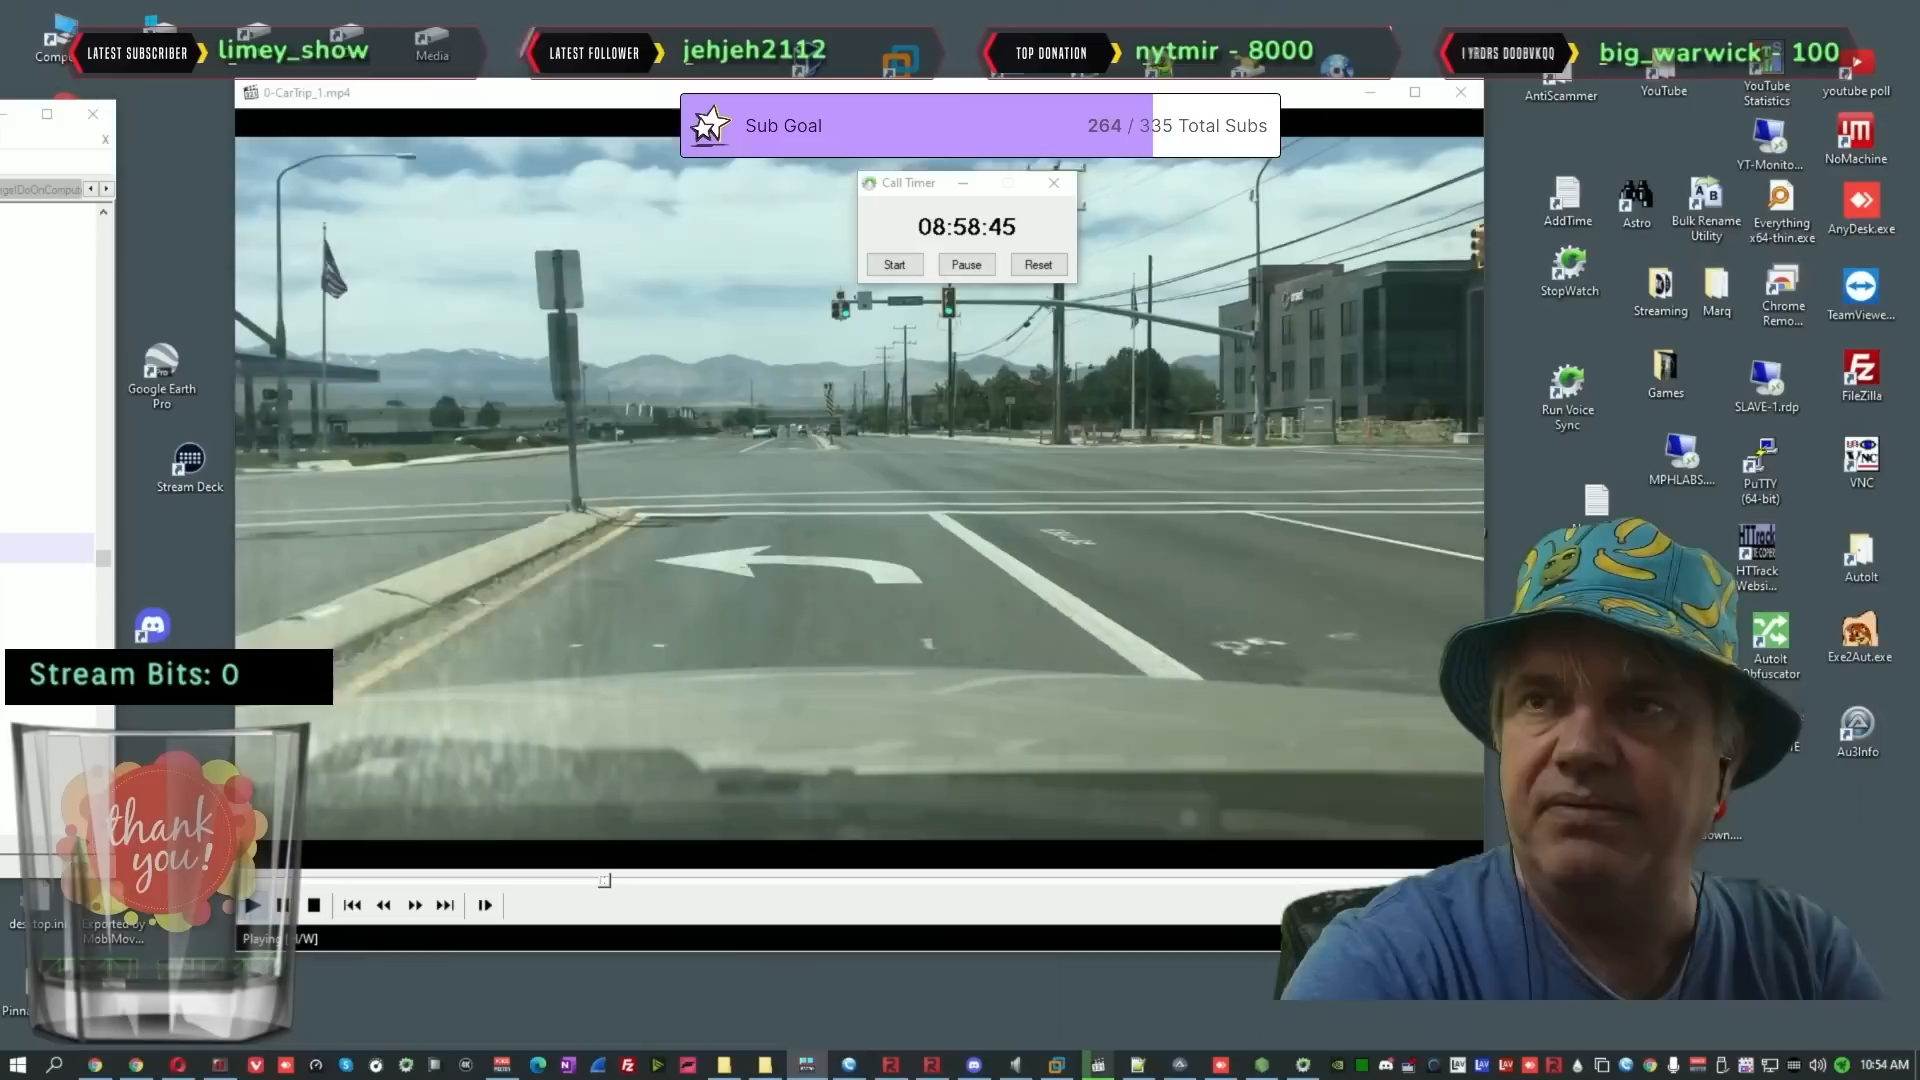 LATEST SUBSCRIBER
limey_show
LATEST FOLLOWER
jehjeh2112
TOP DONATION
nytmir - 8000
big_warwick - 100
Media
0-CarTrip_1.mp4
Sub Goal
264 / 335 Total Subs
Call Timer
08:58:45
Start
Pause
Reset
AntiScammer
YouTube
YouTube
Statistics
youtube poll
YT-Monito...
NoMachine
AddTime
Astro
Bulk Rename
Utility
Everything
x64-thin.exe
AnyDesk.exe
StopWatch
Streaming
Marq
Chrome
Remo...
TeamViewe...
Run Voice
Sync
Games
SLAVE-1.rdp
FileZilla
MPHLABS....
PuTTY
(64-bit)
VNC
HTTrack
Websi...
AutoIt
AutoIt
Obfuscator
Exe2Aut.exe
Au3Info
Google Earth
Pro
Stream Deck
Stream Bits: 0
thank
you!
Exported by
MobiMov...
Playing
10:54 AM